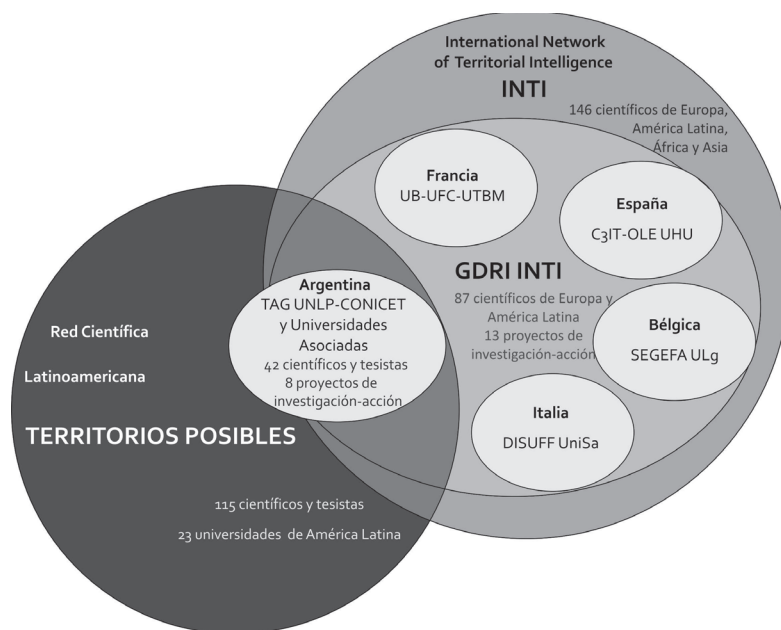 International Network
of Territorial Intelligence
INTI
146 científicos de Europa,
América Latina,
África y Asia
Francia
UB-UFC-UTBM
España
C3IT-OLE UHU
GDRI INTI
87 científicos de Europa y
América Latina
13 proyectos de
investigación-acción
Bélgica
SEGEFA ULg
Italia
DISUFF UniSa
Argentina
TAG UNLP-CONICET
y Universidades
Asociadas
42 científicos y tesistas
8 proyectos de
investigación-acción
Red Científica
Latinoamericana
TERRITORIOS POSIBLES
115 científicos y tesistas
23 universidades de América Latina